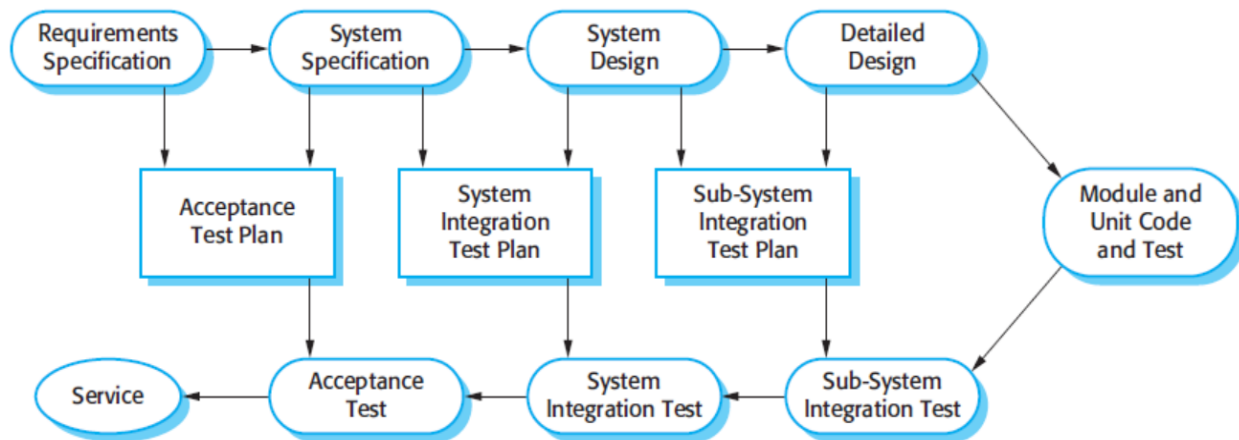 Requirements
Specification
System
Specification
System
Design
Detailed
Design
Acceptance
Test Plan
System
Integration
Test Plan
Sub-System
Integration
Test Plan
Module and
Unit Code
and Test
Service
Acceptance
Test
System
Integration Test
Sub-System
Integration Test